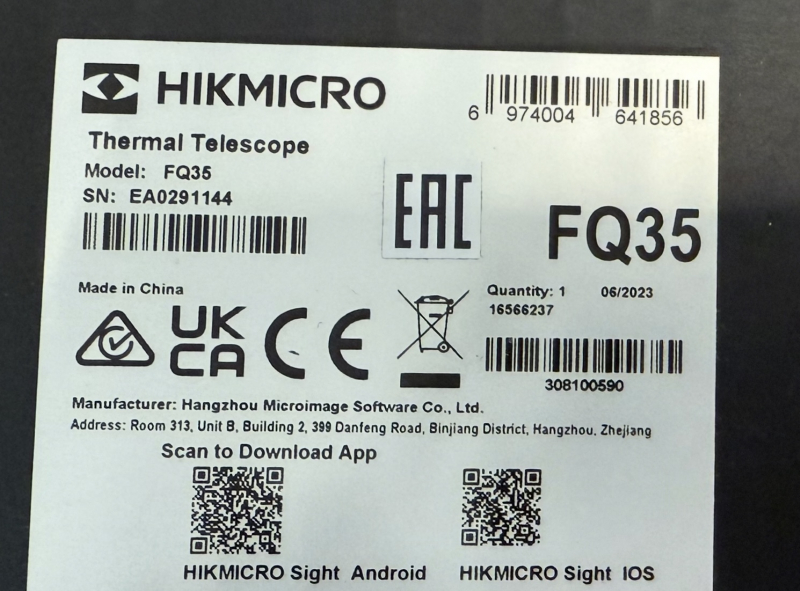 HIKMICRO
6 974004 641856
Thermal Telescope
Model: FQ35
SN: EA0291144
EAC
FQ35
Made in China
Quantity: 1 06/2023
16566237
UK
CA
CE
308100590
Manufacturer: Hangzhou Microimage Software Co., Ltd.
Address: Room 313, Unit B, Building 2, 399 Danfeng Road, Binjiang District, Hangzhou, Zhejiang
Scan to Download App
HIKMICRO Sight Android HIKMICRO Sight IOS